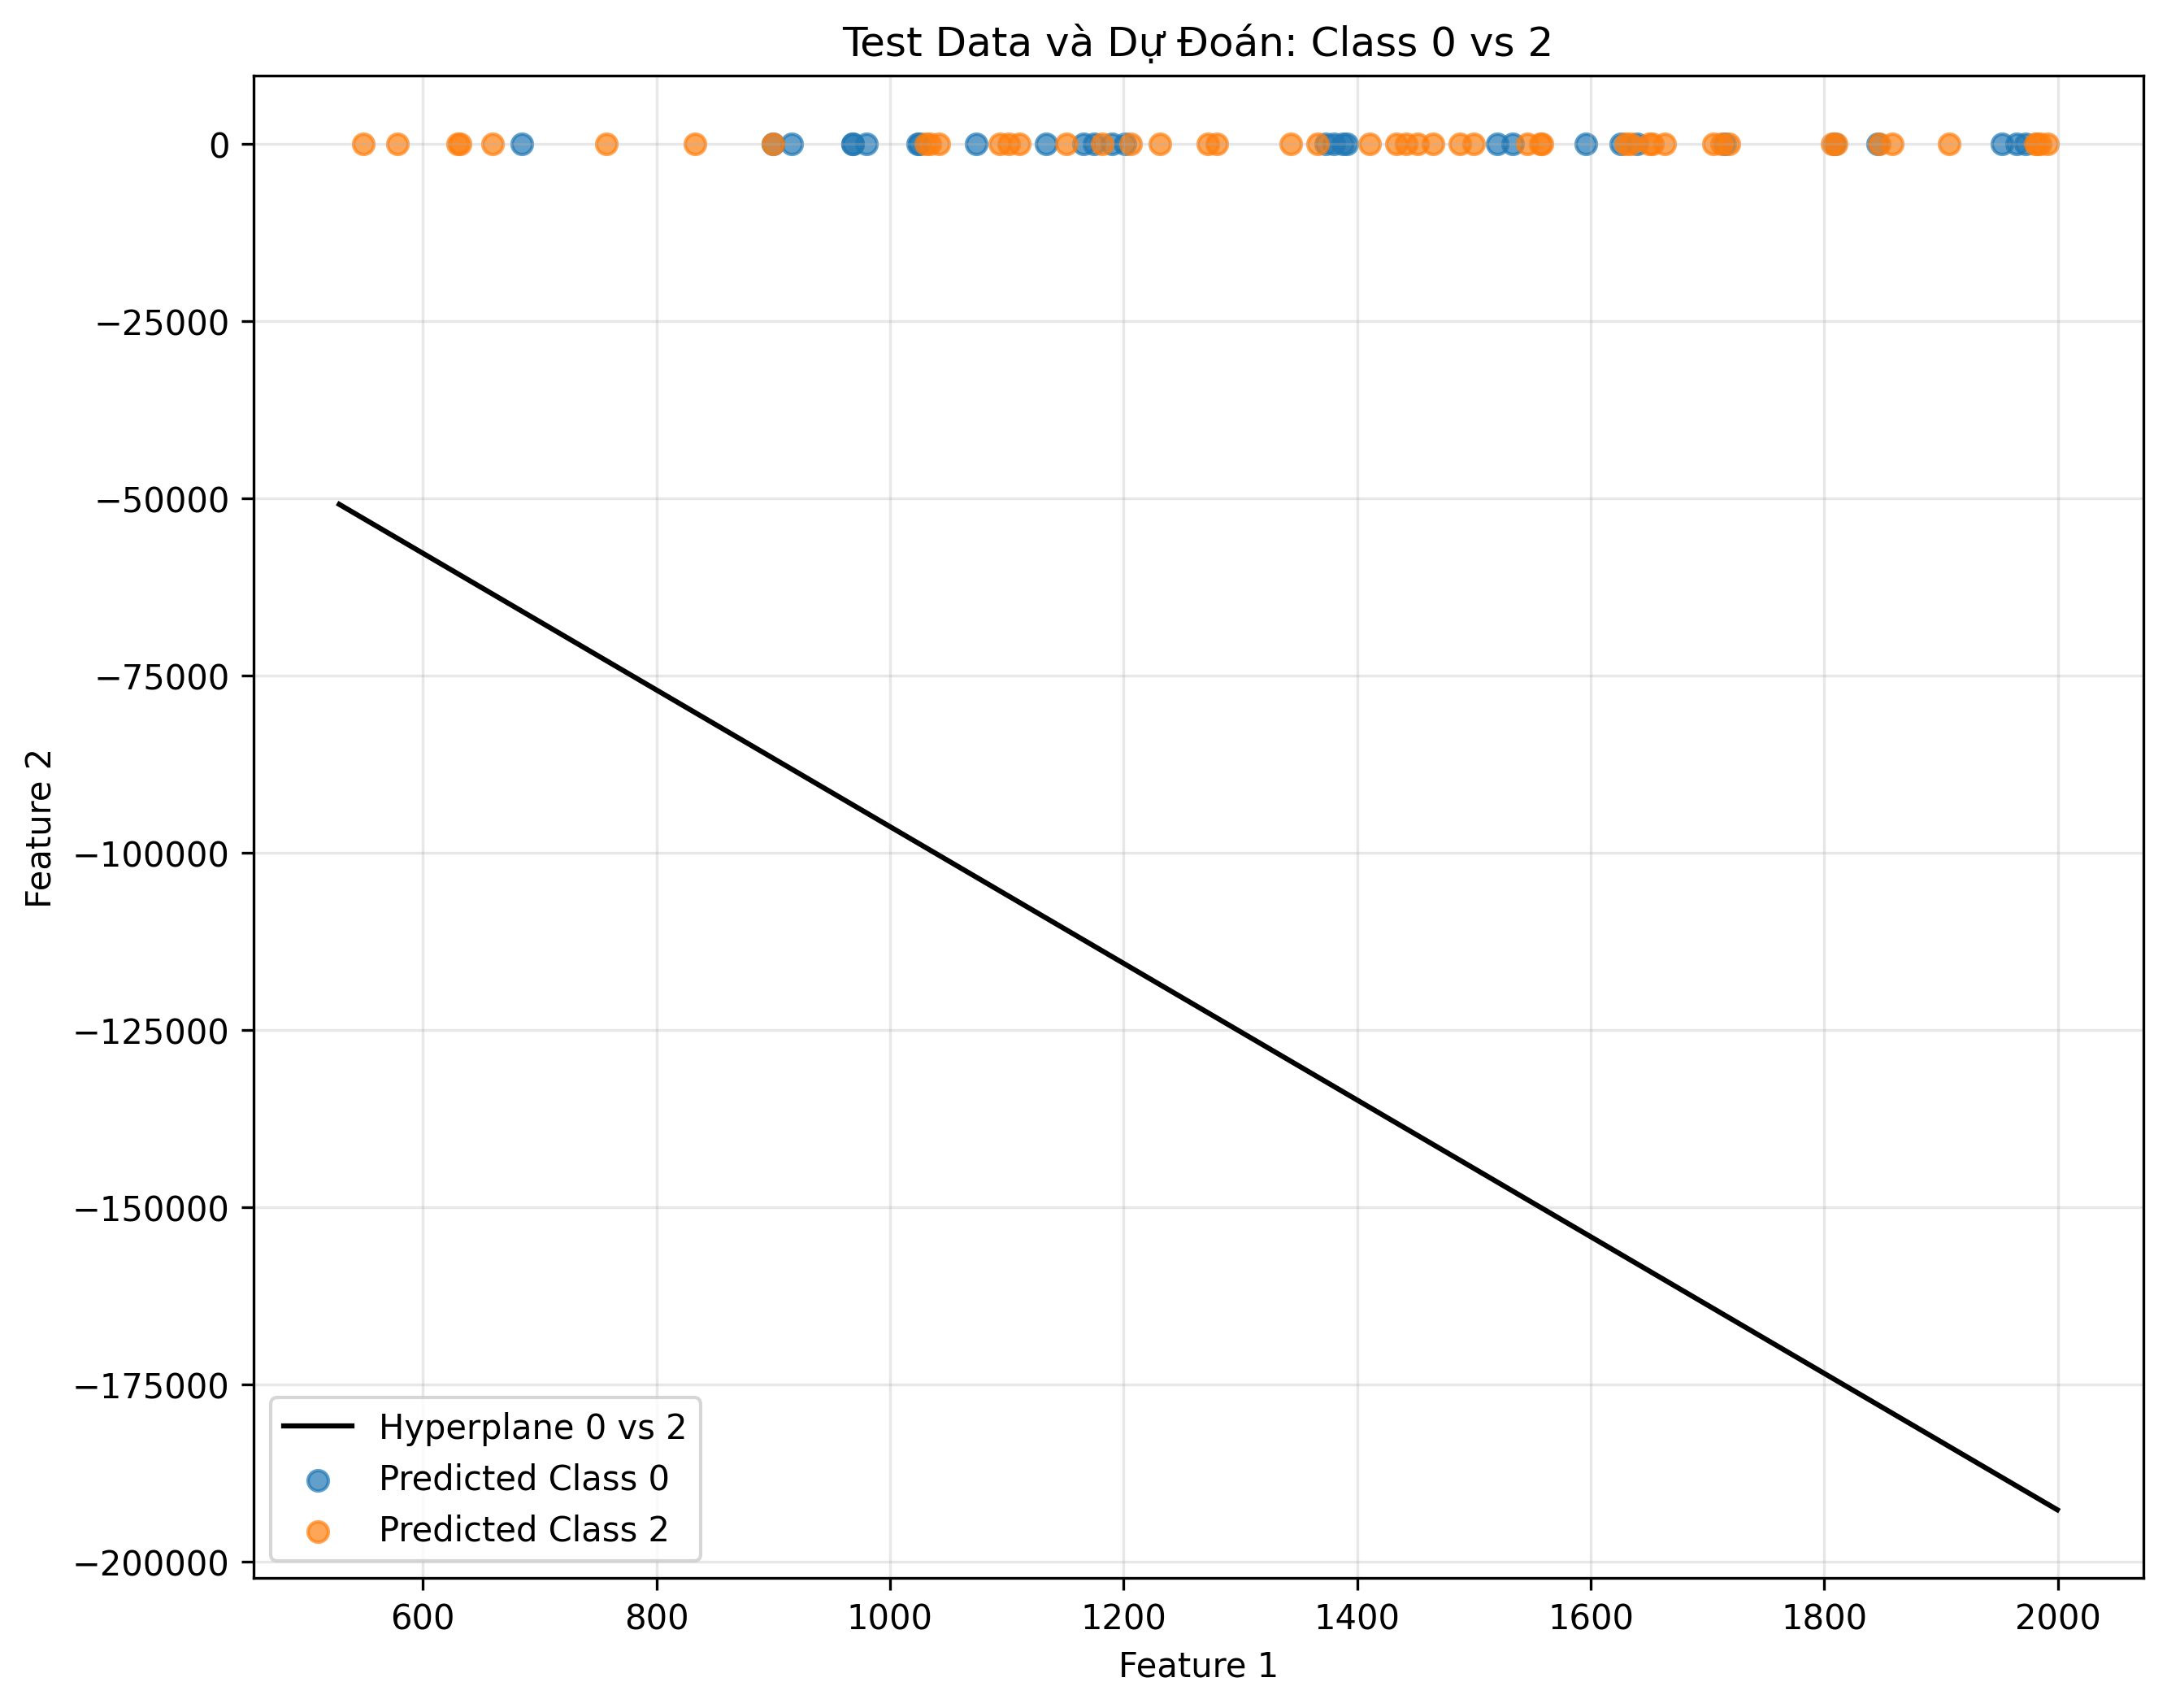 Test Data và Dự Đoán: Class 0 vs 2
0
−25000
−50000
−75000
−100000
−125000
−150000
−175000
−200000
Feature 2
Hyperplane 0 vs 2
Predicted Class 0
Predicted Class 2
600 800 1000 1200 1400 1600 1800 2000
Feature 1